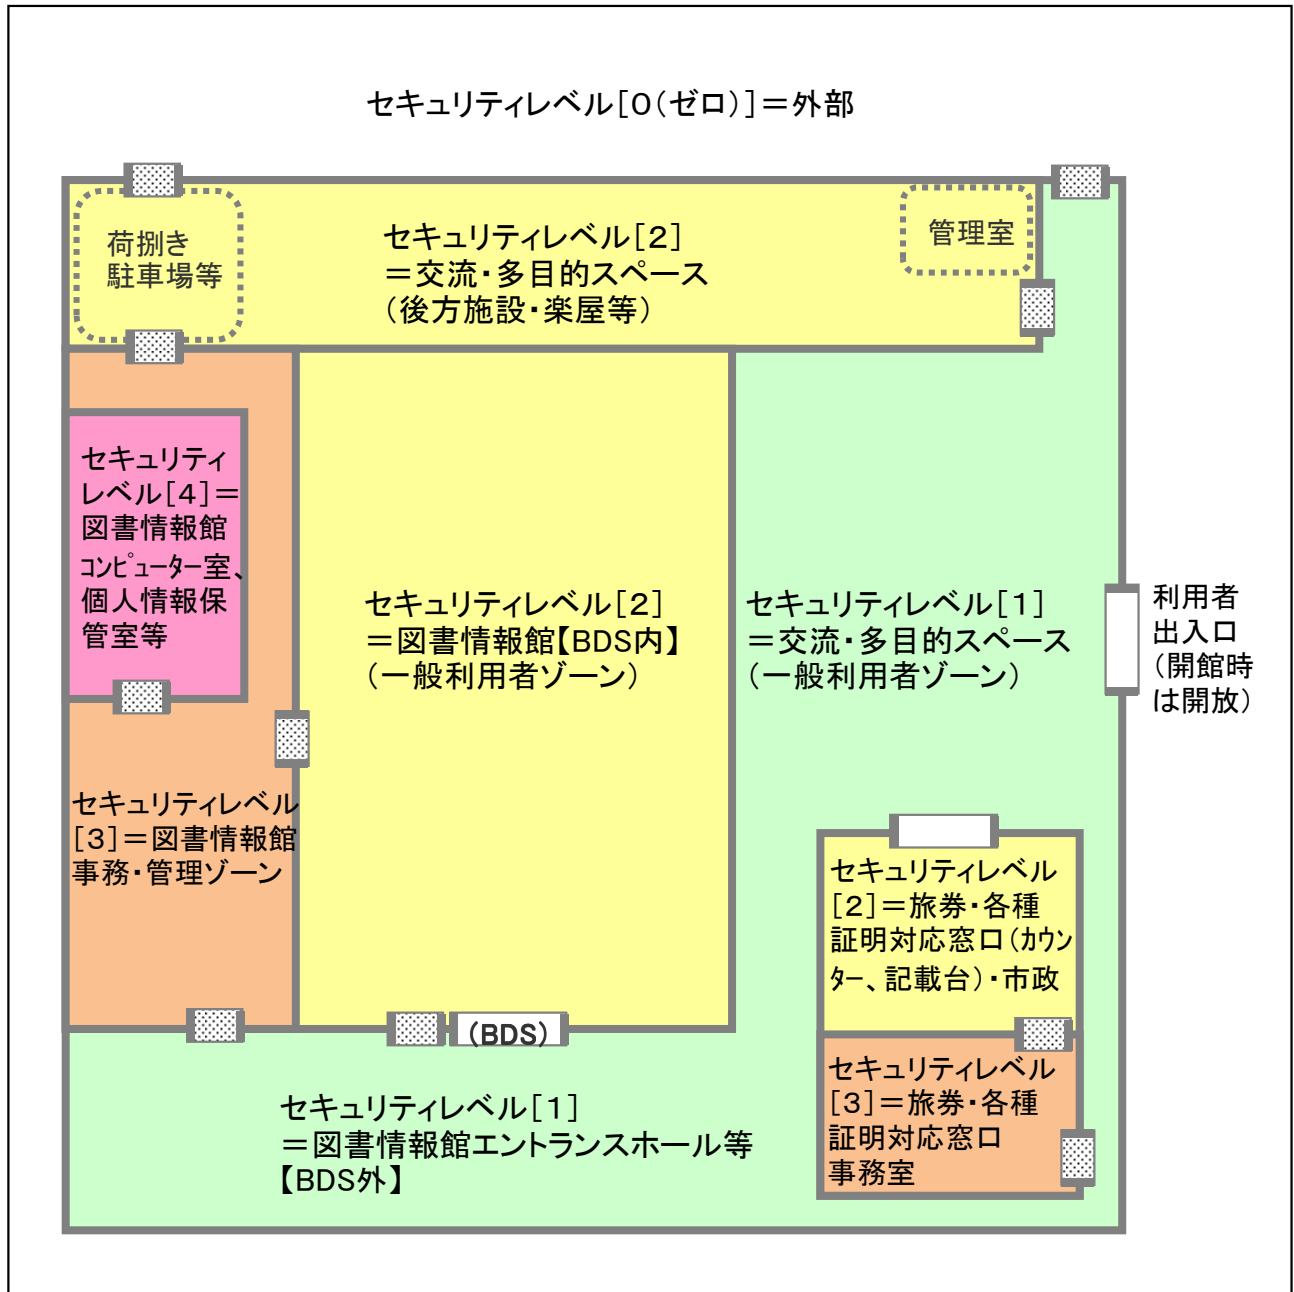 セキュリティレベル[0(ゼロ)]＝外部
荷捌き
駐車場等
セキュリティレベル[2]
＝交流・多目的スペース
(後方施設・楽屋等)
管理室
セキュリティ
レベル[4]＝
図書情報館
ｺﾝﾋﾟｭｰﾀｰ室、
個人情報保
管室等
セキュリティレベル[2]
＝図書情報館【BDS内】
(一般利用者ゾーン)
セキュリティレベル[1]
＝交流・多目的スペース
(一般利用者ゾーン)
利用者
出入口
(開館時
は開放)
セキュリティレベル
[3]＝図書情報館
事務・管理ゾーン
セキュリティレベル
[2]＝旅券・各種
証明対応窓口(ｶｳﾝ
ﾀｰ、記載台)・市政
(BDS)
セキュリティレベル
[3]＝旅券・各種
証明対応窓口
事務室
セキュリティレベル[1]
＝図書情報館エントランスホール等
【BDS外】